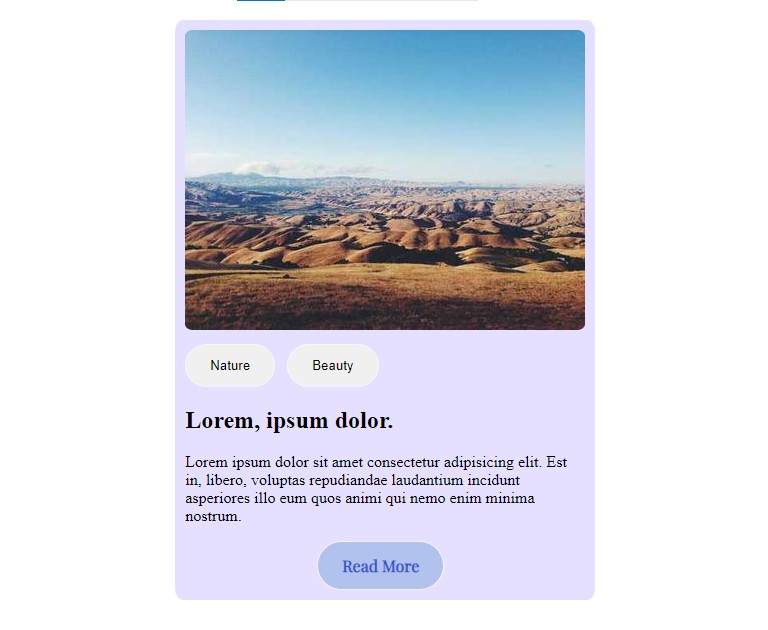 Nature
Beauty
Lorem, ipsum dolor.
Lorem ipsum dolor sit amet consectetur adipisicing elit. Est
in, libero, voluptas repudiandae laudantium incidunt
asperiores illo eum quos animi qui nemo enim minima
nostrum.
Read More